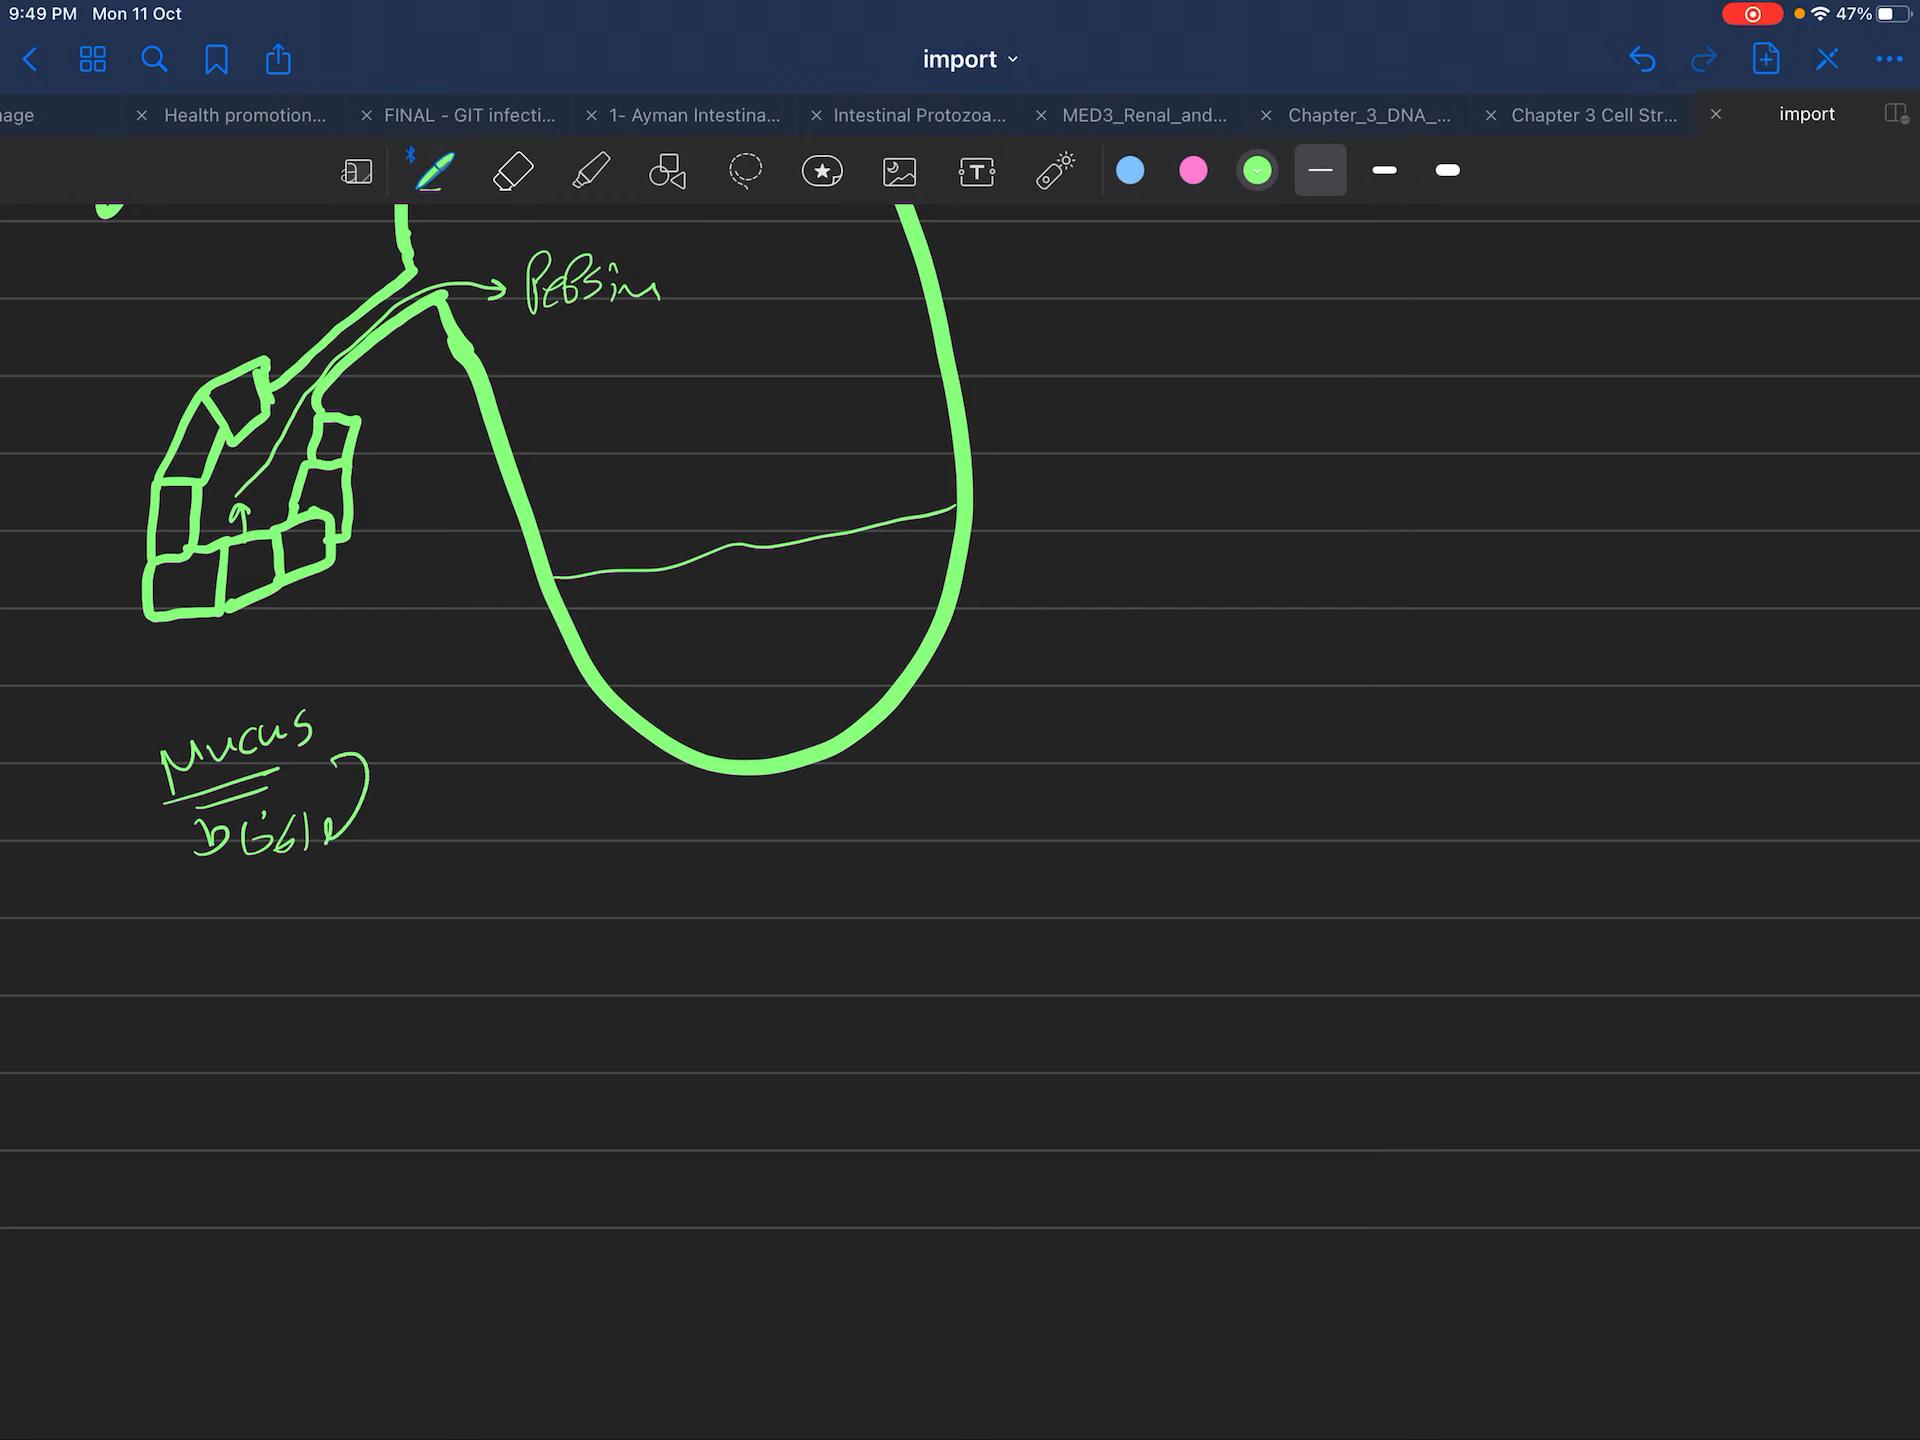 9:49 PM Mon 11 Oct 47%
import
nage Health promotion... FINAL - GIT infecti... 1- Ayman Intestina... Intestinal Protozoa... MED3_Renal_and... Chapter_3_DNA_... Chapter 3 Cell Str... import
PePSin
Mucus